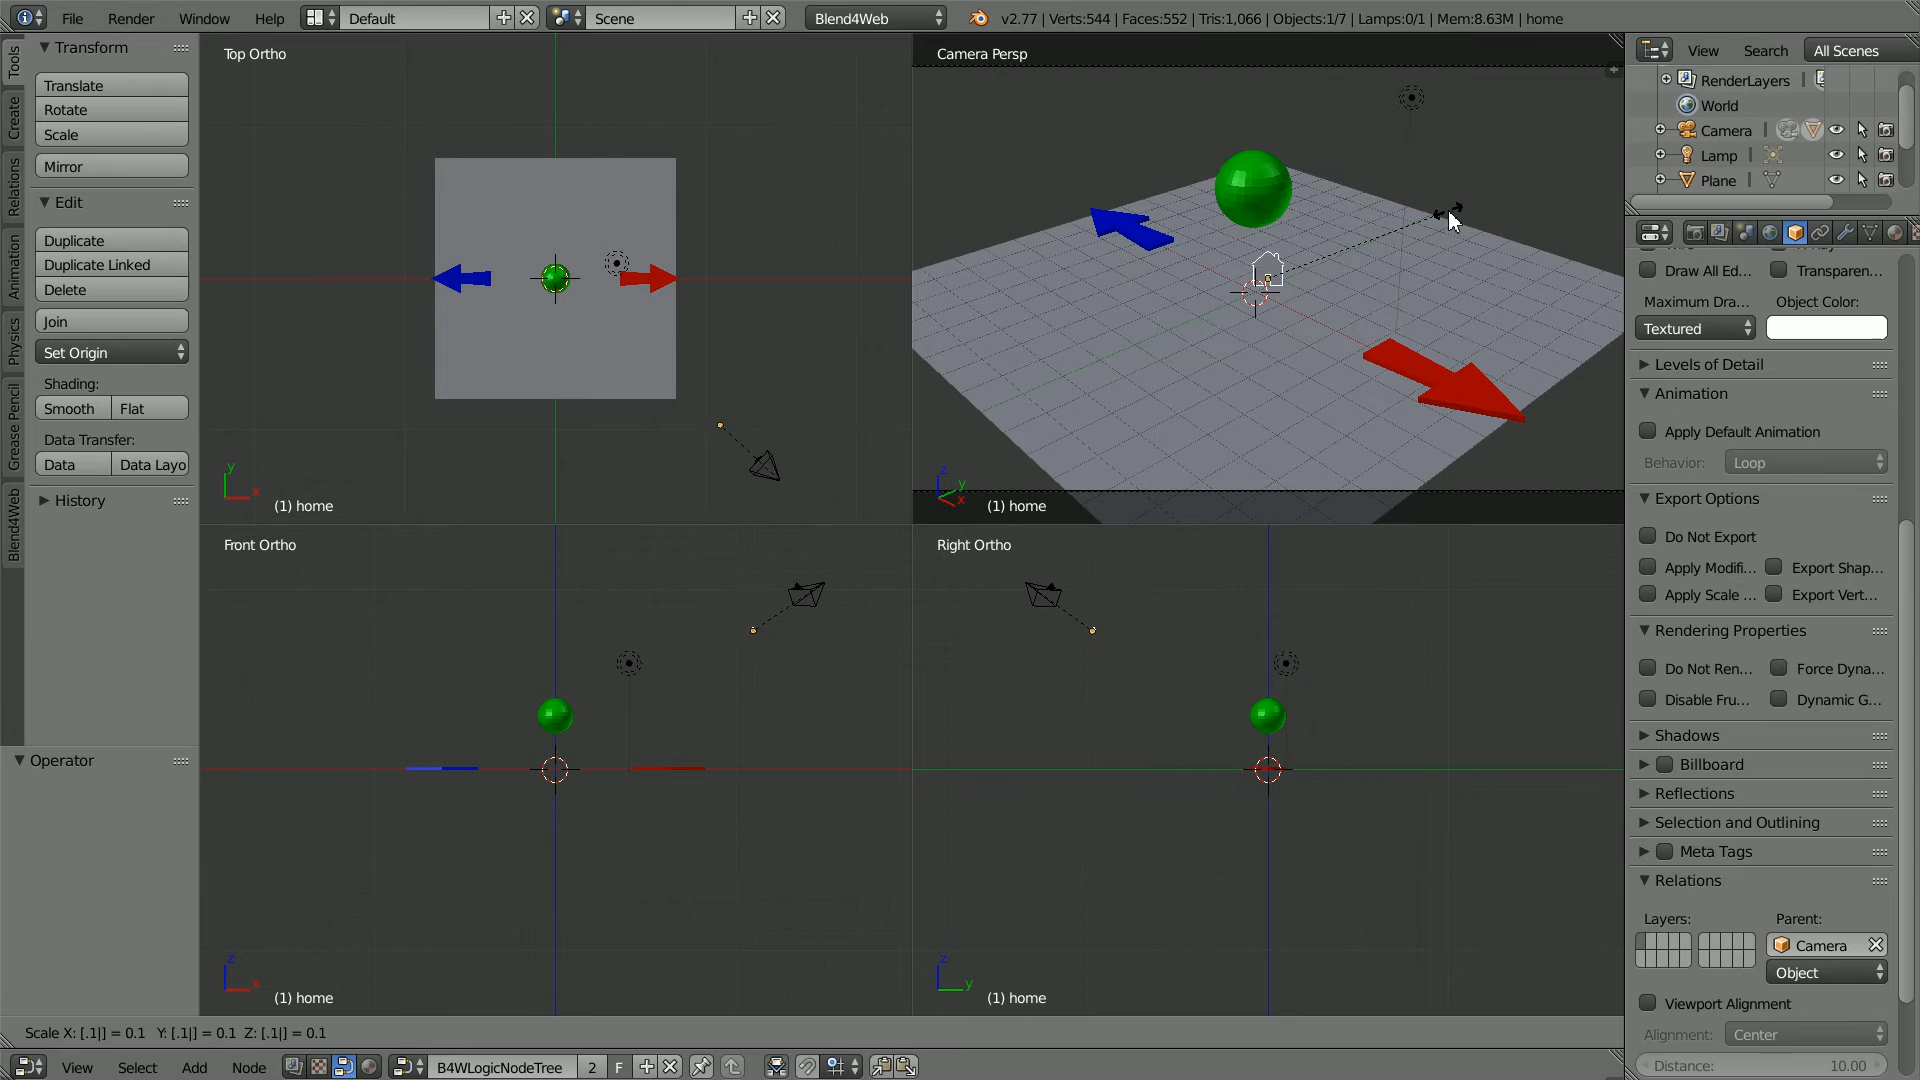 File Render Window Help Default Scene Blend4Web v2.77 | Verts:544 | Faces:552 | Tris:1,066 | Objects:1/7 | Lamps:0/1 | Mem:8.63M | home
Tools
Create
Relations
Animation
Physics
Grease Pencil
Blend4Web
Transform
Translate
Rotate
Scale
Mirror
Edit
Duplicate
Duplicate Linked
Delete
Join
Set Origin
Shading:
Smooth Flat
Data Transfer:
Data Data Layo
History
Operator
Top Ortho
y
x
(1) home
Camera Persp
z
y
x
(1) home
Front Ortho
z
x
(1) home
Right Ortho
z
y
(1) home
View Search All Scenes
RenderLayers
World
Camera
Lamp
Plane
Draw All Ed... Transparen...
Maximum Dra... Object Color:
Textured
Levels of Detail
Animation
Apply Default Animation
Behavior: Loop
Export Options
Do Not Export
Apply Modifi... Export Shap...
Apply Scale ... Export Vert...
Rendering Properties
Do Not Ren... Force Dyna...
Disable Fru... Dynamic G...
Shadows
Billboard
Reflections
Selection and Outlining
Meta Tags
Relations
Layers: Parent:
Camera
Object
Viewport Alignment
Alignment: Center
Distance: 10.00
Scale X: [.1|] = 0.1 Y: [.1|] = 0.1 Z: [.1|] = 0.1
View Select Add Node B4WLogicNodeTree 2 F